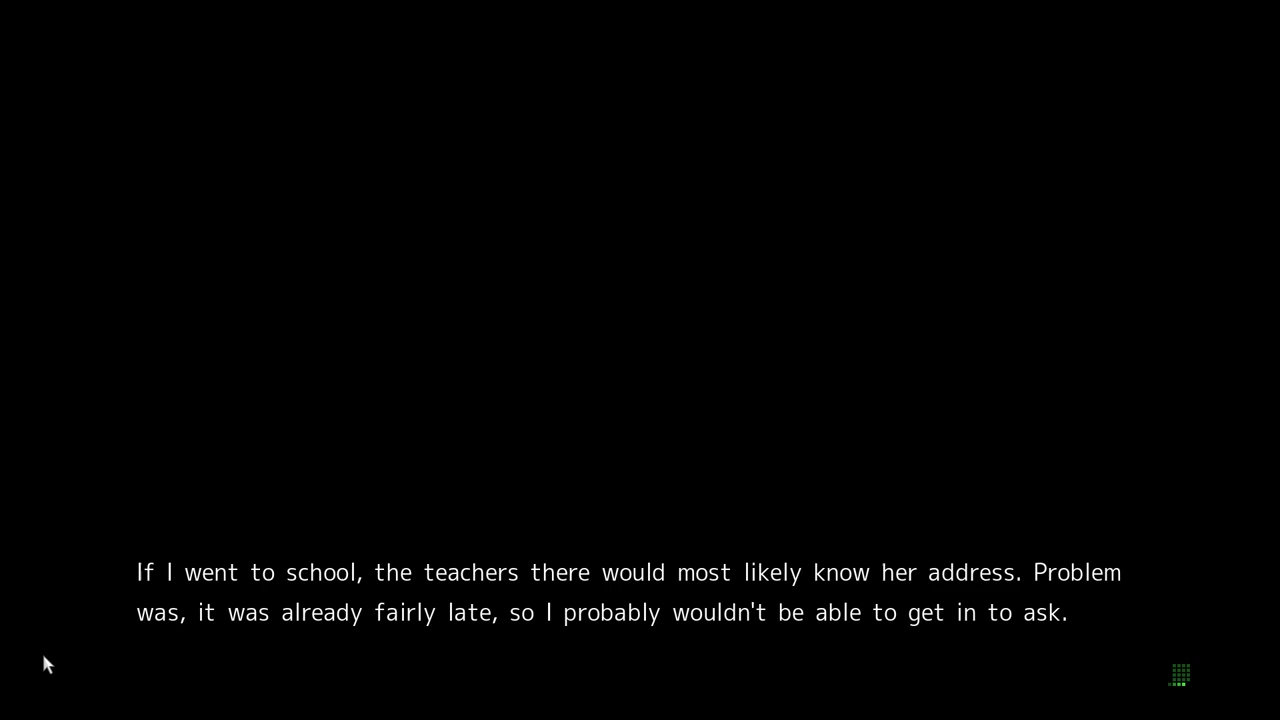 If I went to school, the teachers there would most likely know her address. Problem
was, it was already fairly late, so I probably wouldn't be able to get in to ask.